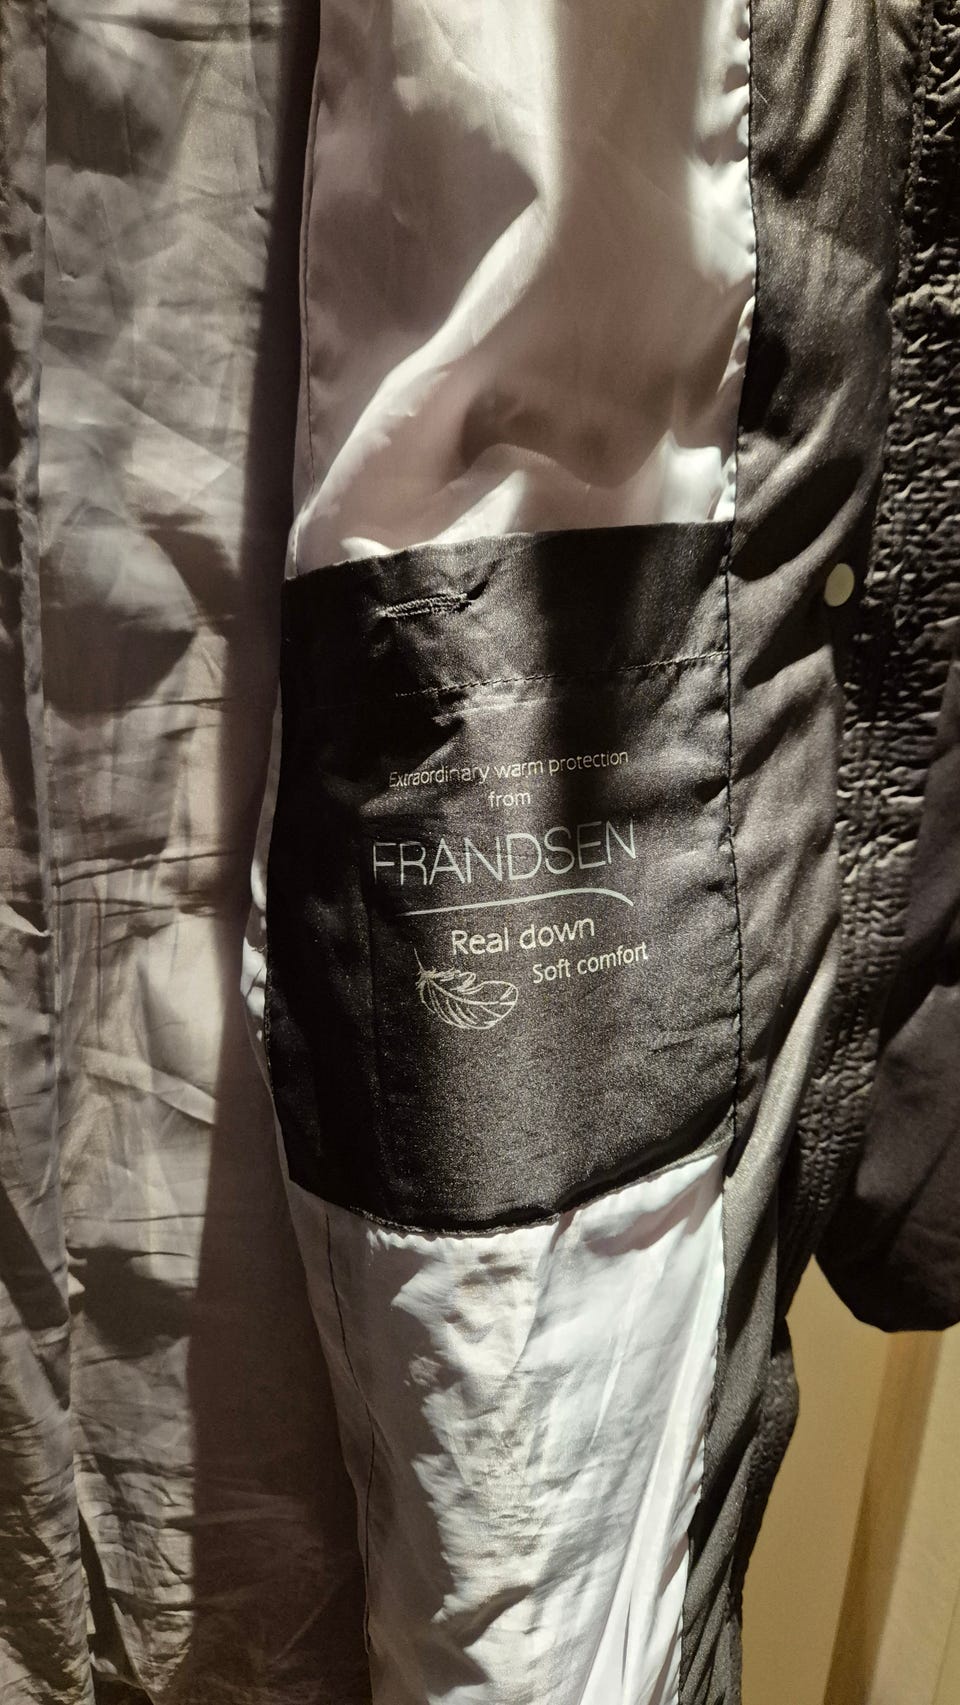 Extraordinary warm protection
from
FRANDSEN
Real down
Soft comfort